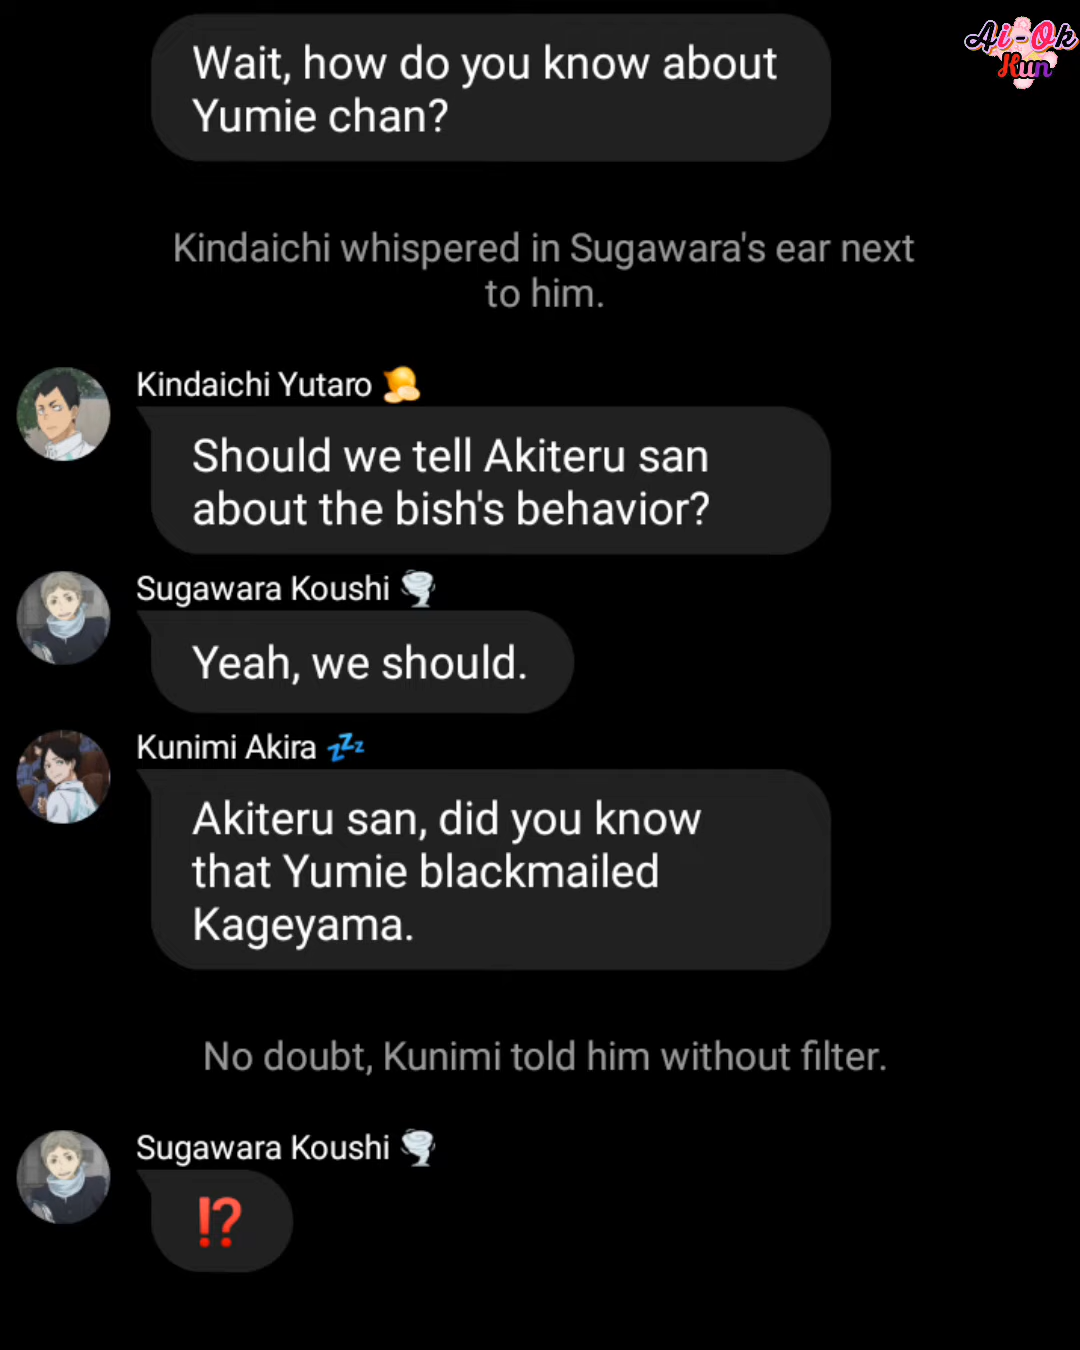 Ai-Ok
Kun
Wait, how do you know about
Yumie chan?
Kindaichi whispered in Sugawara's ear next
to him.
Kindaichi Yutaro
Should we tell Akiteru san
about the bish's behavior?
Sugawara Koushi 🌪
Yeah, we should.
Kunimi Akira 💤
Akiteru san, did you know
that Yumie blackmailed
Kageyama.
No doubt, Kunimi told him without filter.
Sugawara Koushi 🌪
⁉